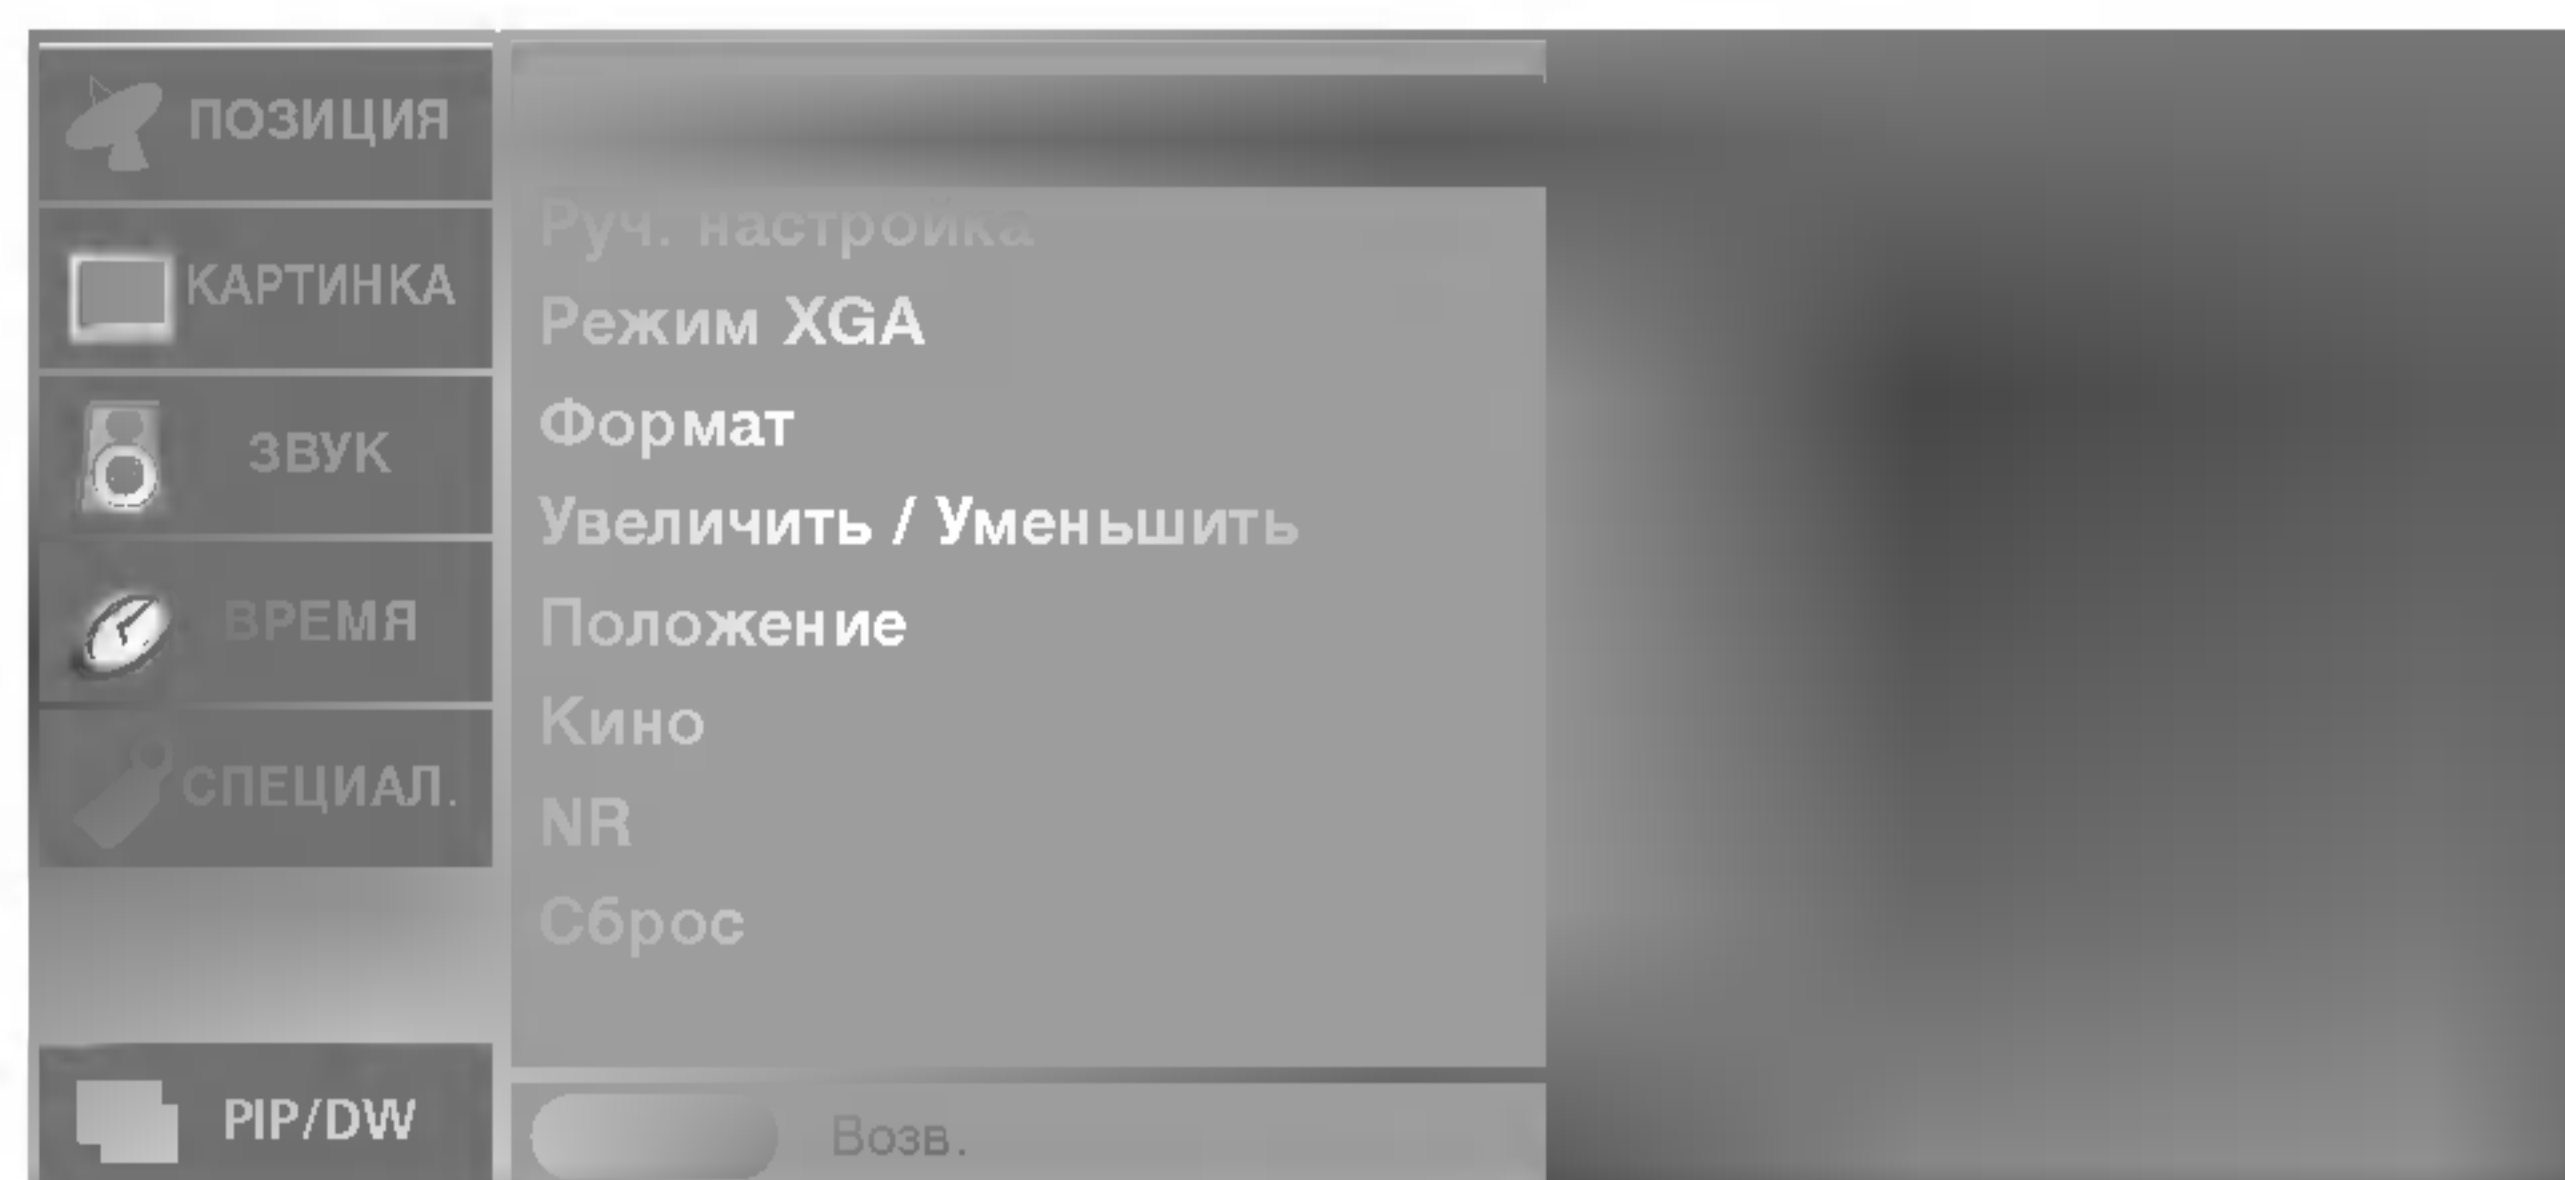 ПОЗИЦИЯ
КАРТИНКА
ЗВУК
ВРЕМЯ
СПЕЦИАЛ.
PIP/DW
Руч. настройка
Режим XGA
Формат
Увеличить / Уменьшить
Положение
Кино
NR
Сброс
Возв.